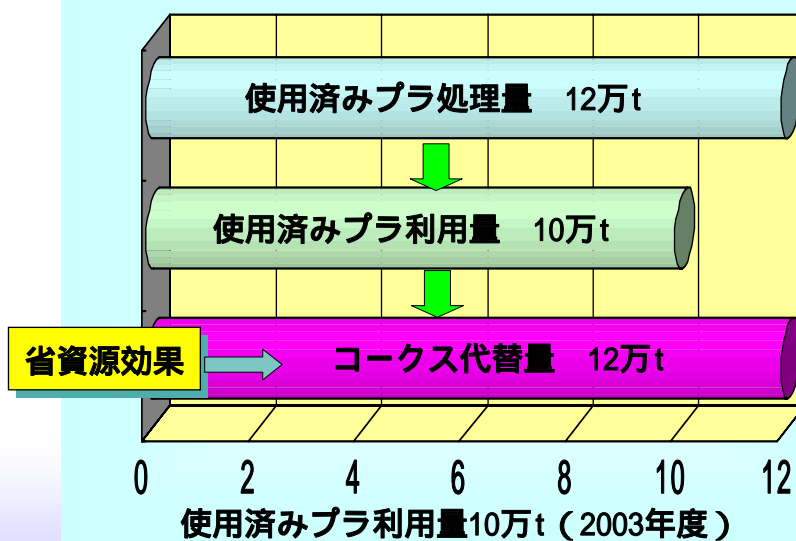 使用済みプラ処理量　12万t
使用済みプラ利用量　10万t
省資源効果
コークス代替量　12万t
0 2 4 6 8 10 12
使用済みプラ利用量10万t（2003年度）